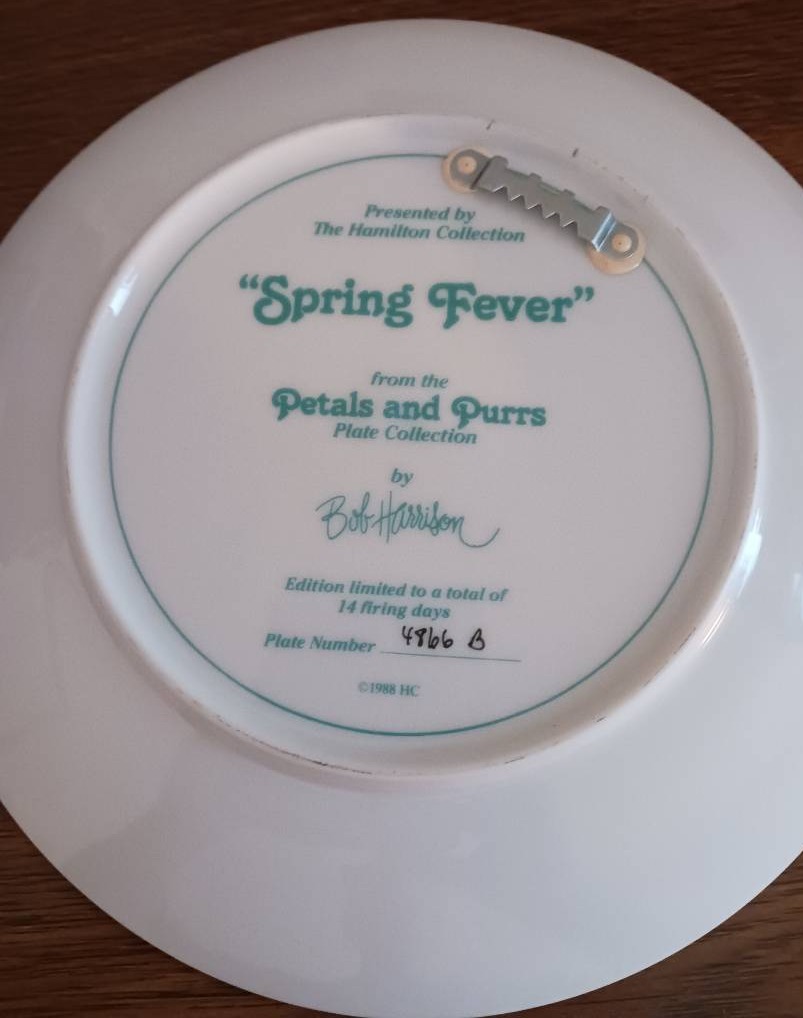 Presented by
The Hamilton Collection
“Spring Fever”
from the
Petals and Purrs
Plate Collection
by
Bob Harrison
Edition limited to a total of
14 firing days
Plate Number 4866 B
©1988 HC